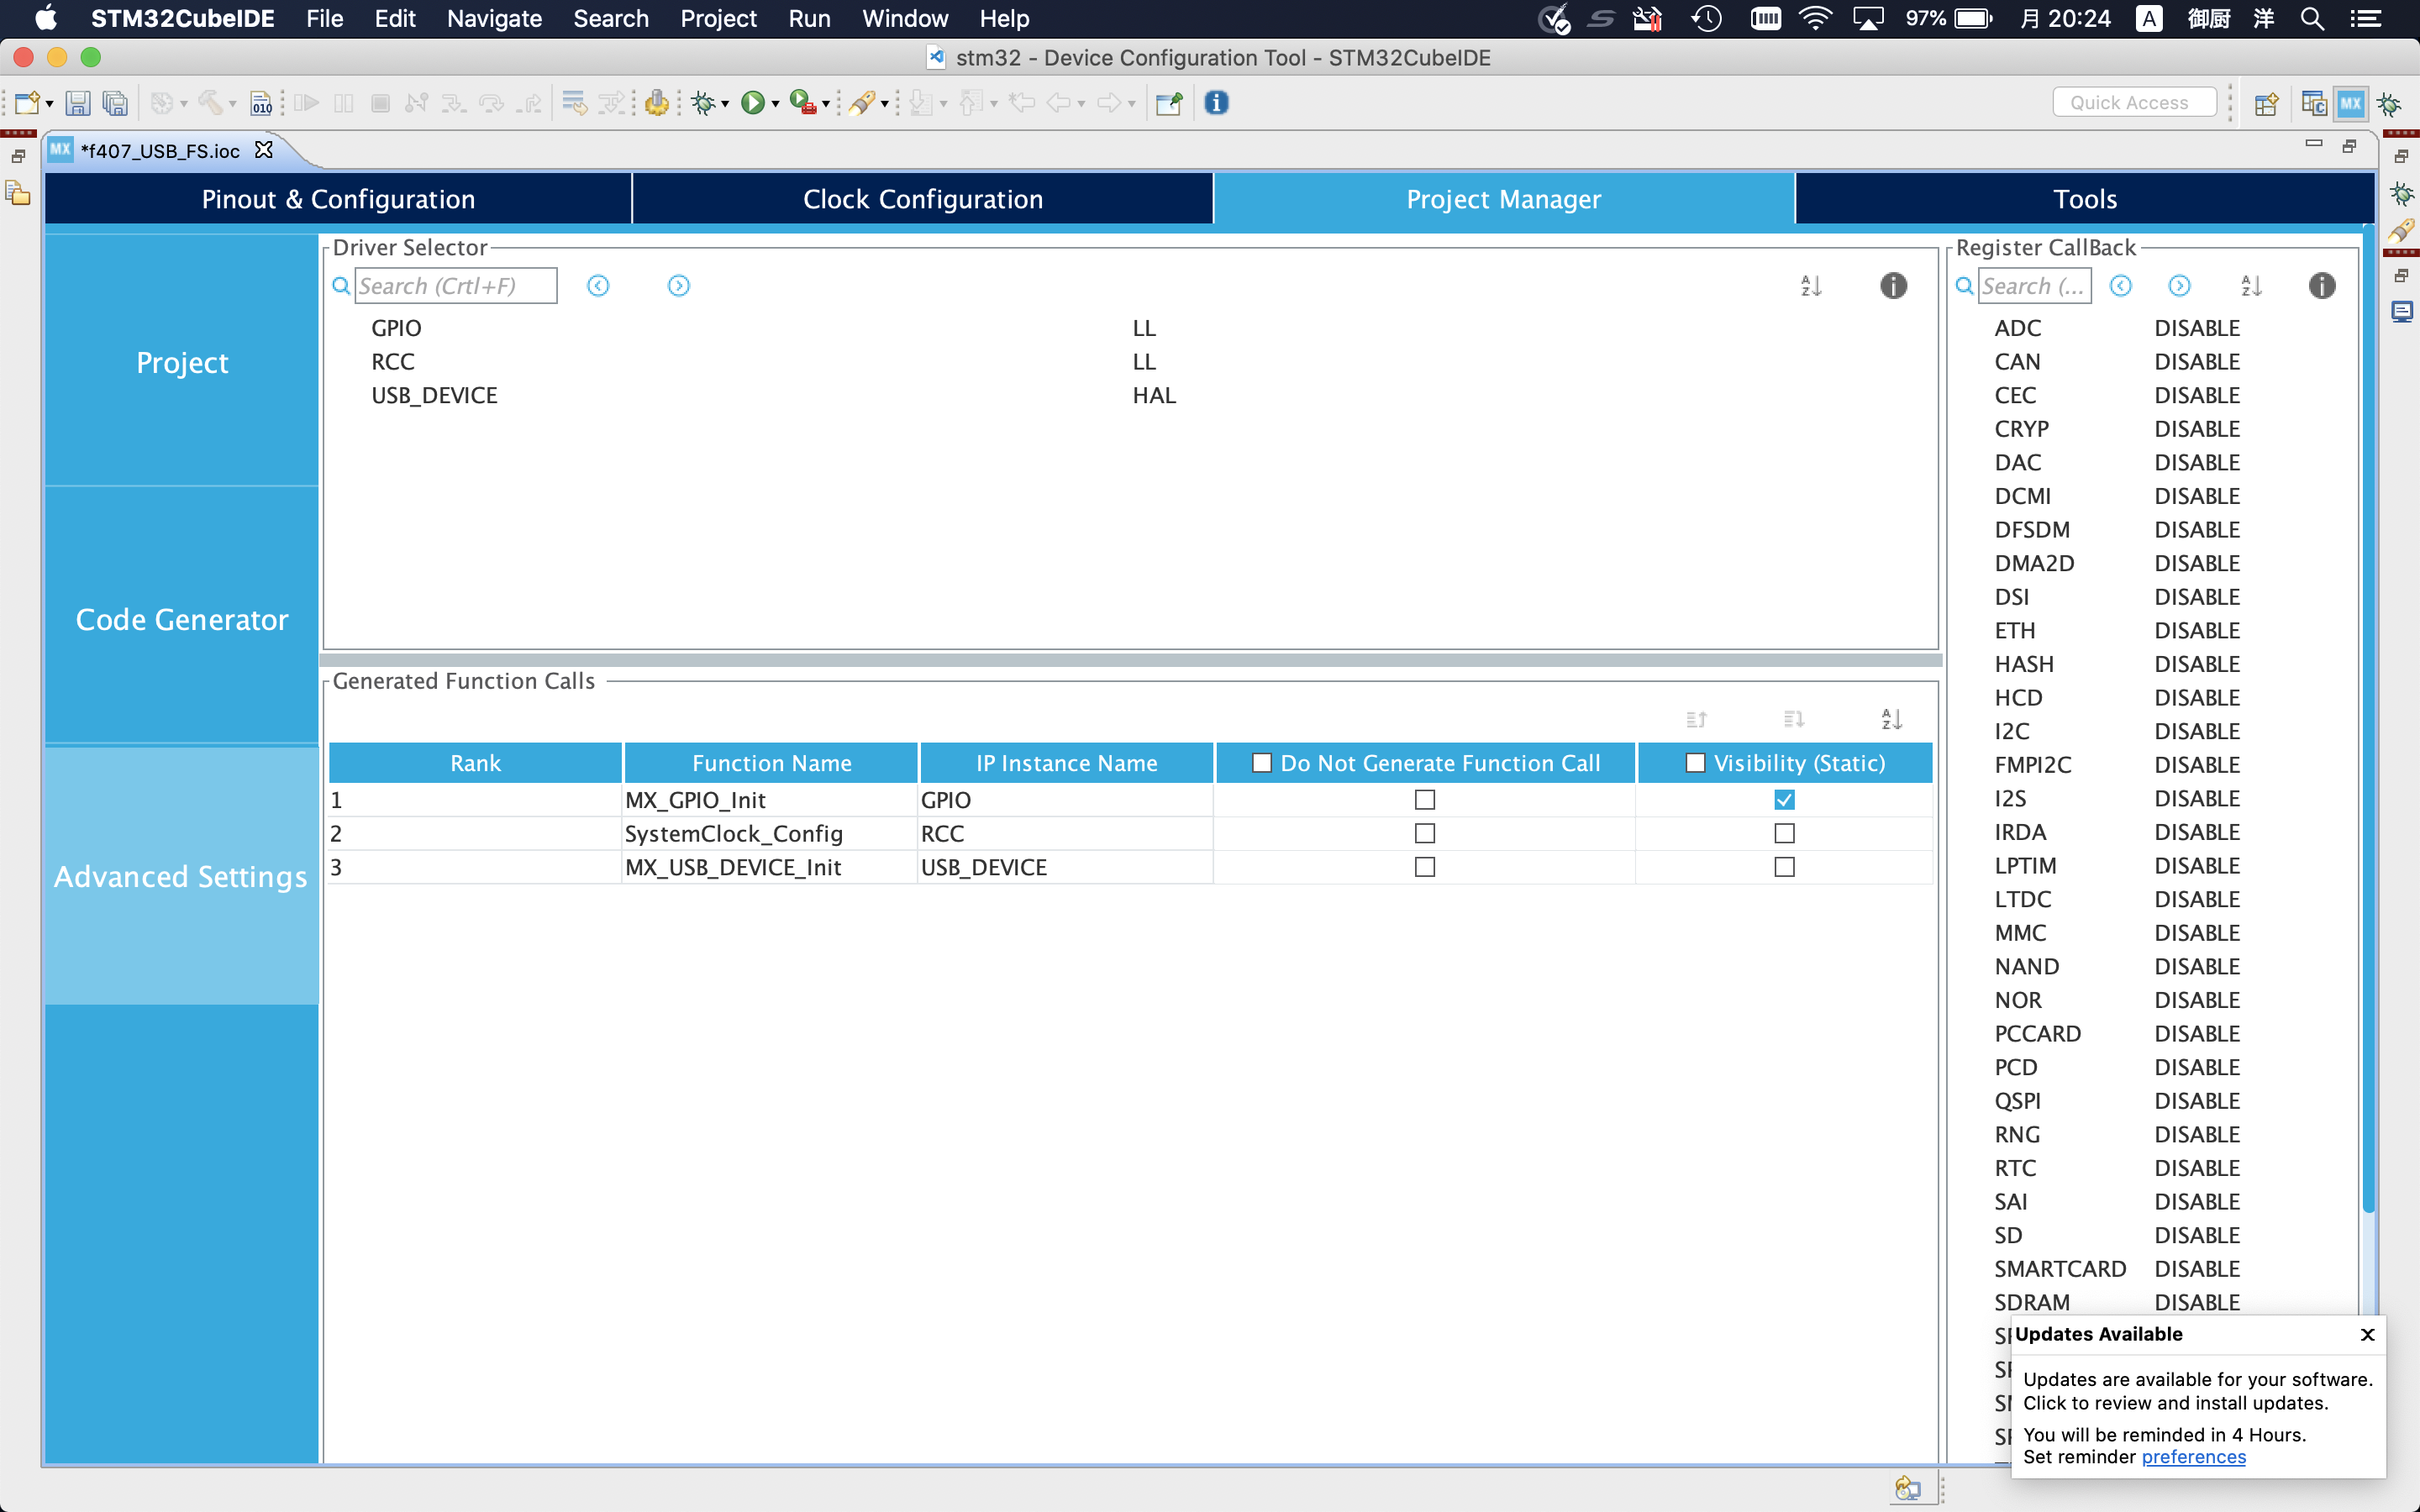 STM32CubeIDE File Edit Navigate Search Project Run Window Help 97% 月 20:24 A 御厨 洋
stm32 - Device Configuration Tool - STM32CubeIDE
010 Quick Access MX
MX *f407_USB_FS.ioc
Pinout & Configuration Clock Configuration Project Manager Tools
Project
Code Generator
Advanced Settings
Driver Selector
Search (Crtl+F)
GPIO LL
RCC LL
USB_DEVICE HAL
Generated Function Calls
Rank Function Name IP Instance Name Do Not Generate Function Call Visibility (Static)
1 MX_GPIO_Init GPIO
2 SystemClock_Config RCC
3 MX_USB_DEVICE_Init USB_DEVICE
Register CallBack
Search (...
ADC DISABLE
CAN DISABLE
CEC DISABLE
CRYP DISABLE
DAC DISABLE
DCMI DISABLE
DFSDM DISABLE
DMA2D DISABLE
DSI DISABLE
ETH DISABLE
HASH DISABLE
HCD DISABLE
I2C DISABLE
FMPI2C DISABLE
I2S DISABLE
IRDA DISABLE
LPTIM DISABLE
LTDC DISABLE
MMC DISABLE
NAND DISABLE
NOR DISABLE
PCCARD DISABLE
PCD DISABLE
QSPI DISABLE
RNG DISABLE
RTC DISABLE
SAI DISABLE
SD DISABLE
SMARTCARD DISABLE
SDRAM DISABLE
Updates Available
Updates are available for your software.
Click to review and install updates.
You will be reminded in 4 Hours.
Set reminder preferences